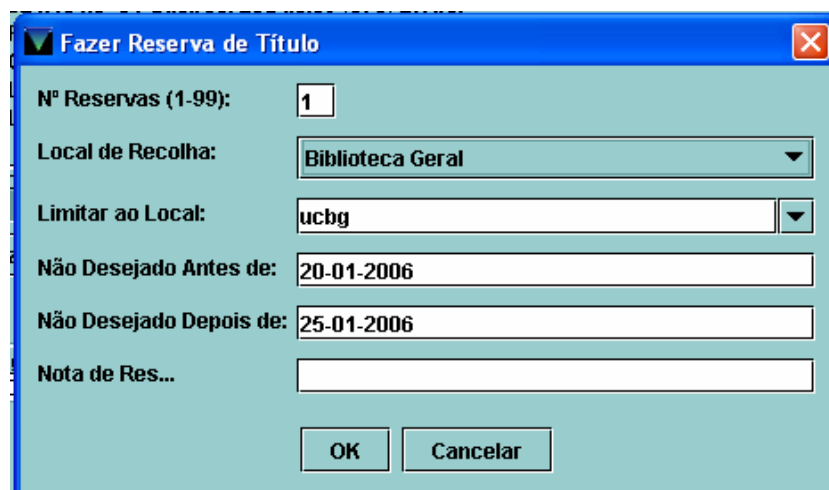 Fazer Reserva de Título
Nº Reservas (1-99): 1
Local de Recolha: Biblioteca Geral
Limitar ao Local: ucbg
Não Desejado Antes de: 20-01-2006
Não Desejado Depois de: 25-01-2006
Nota de Res...
OK Cancelar